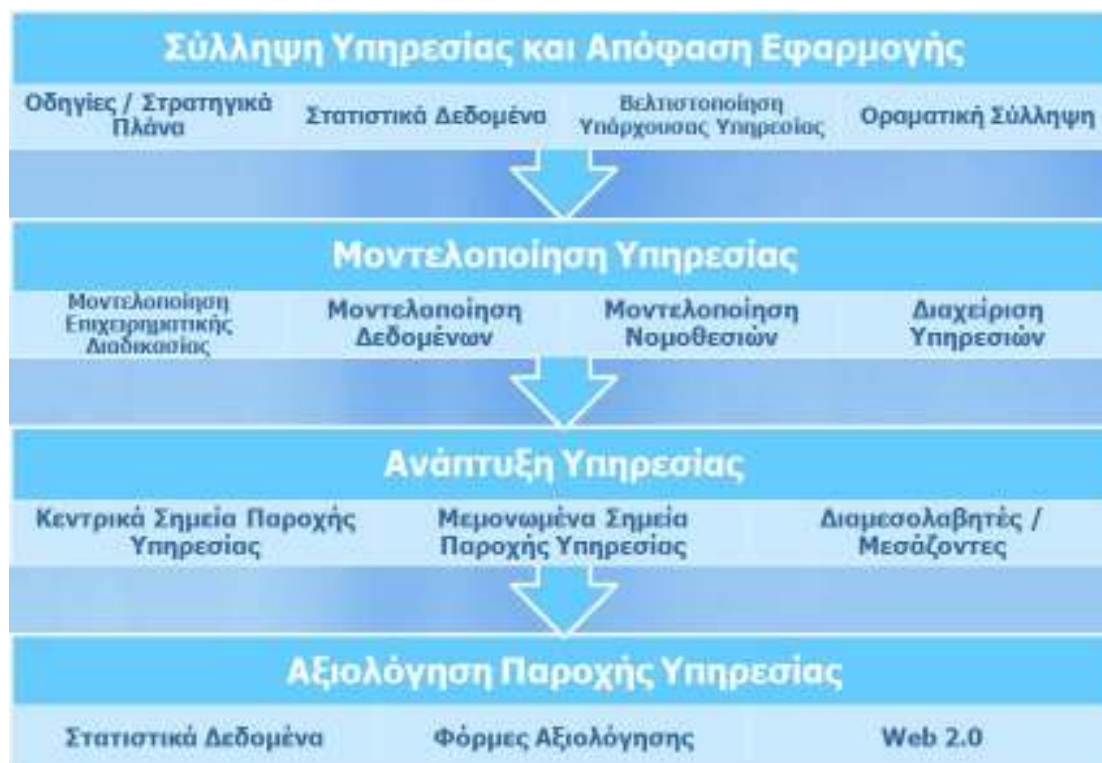 Σύλληψη Υπηρεσίας και Απόφαση Εφαρμογής
Οδηγίες / Στρατηγικά
Πλάνα
Στατιστικά Δεδομένα
Βελτιστοποίηση
Υπάρχουσας Υπηρεσίας
Οραματική Σύλληψη
Μοντελοποίηση Υπηρεσίας
Μοντελοποίηση
Επιχειρηματικής
Διαδικασίας
Μοντελοποίηση
Δεδομένων
Μοντελοποίηση
Νομοθεσιών
Διαχείριση
Υπηρεσιών
Ανάπτυξη Υπηρεσίας
Κεντρικά Σημεία Παροχής
Υπηρεσίας
Μεμονωμένα Σημεία
Παροχής Υπηρεσίας
Διαμεσολαβητές /
Μεσάζοντες
Αξιολόγηση Παροχής Υπηρεσίας
Στατιστικά Δεδομένα
Φόρμες Αξιολόγησης
Web 2.0